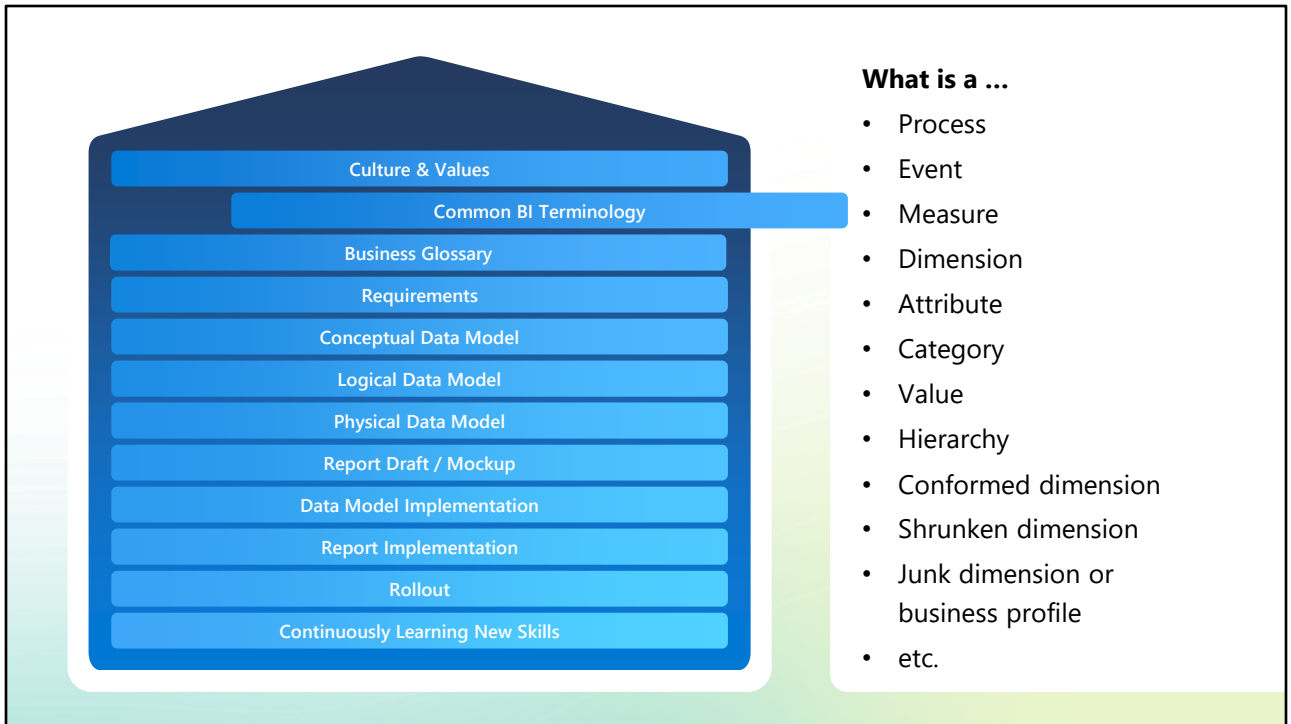 Culture & Values
Common BI Terminology
Business Glossary
Requirements
Conceptual Data Model
Logical Data Model
Physical Data Model
Report Draft / Mockup
Data Model Implementation
Report Implementation
Rollout
Continuously Learning New Skills
What is a …
• Process
• Event
• Measure
• Dimension
• Attribute
• Category
• Value
• Hierarchy
• Conformed dimension
• Shrunken dimension
• Junk dimension or
business profile
• etc.